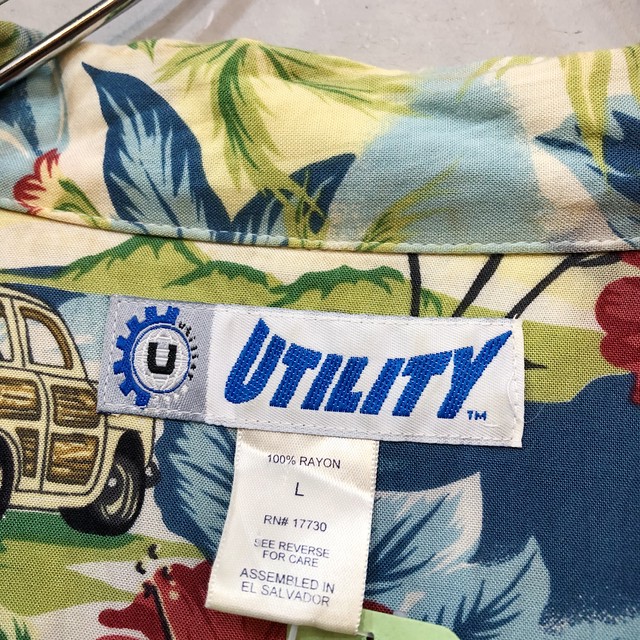 U
utility
UTILITY
TM
100% RAYON
L
RN# 17730
SEE REVERSE
FOR CARE
ASSEMBLED IN
EL SALVADOR